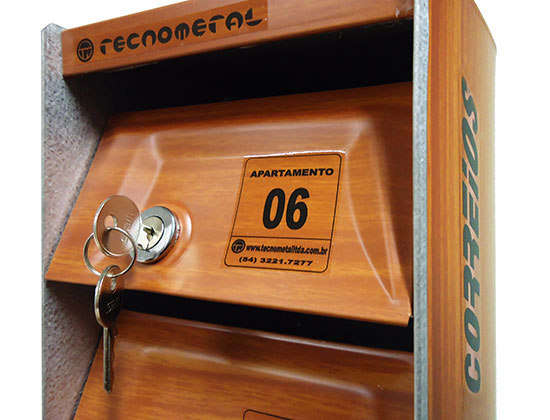 TECNOMETAL
APARTAMENTO
06
www.tecnometalltda.com.br
(54) 3221.7277
CORREIOS